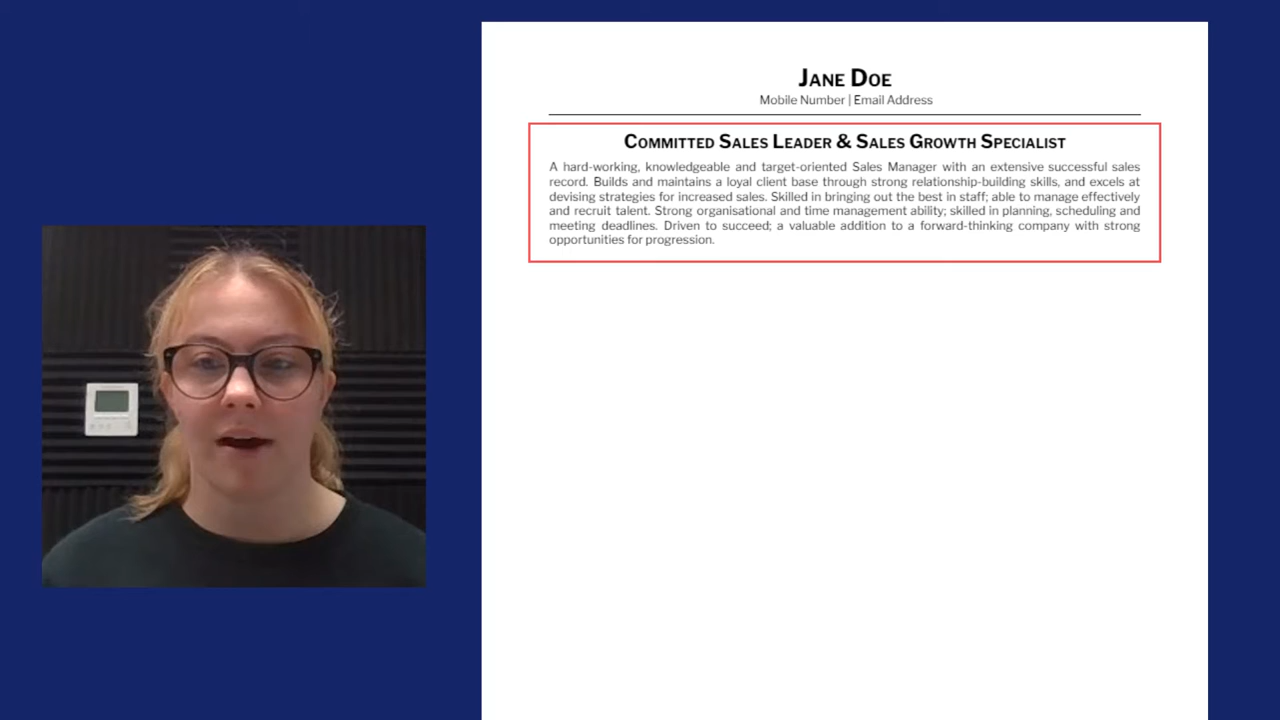 JANE DOE
Mobile Number | Email Address
COMMITTED SALES LEADER & SALES GROWTH SPECIALIST
A hard-working, knowledgeable and target-oriented Sales Manager with an extensive successful sales
record. Builds and maintains a loyal client base through strong relationship-building skills, and excels at
devising strategies for increased sales. Skilled in bringing out the best in staff; able to manage effectively
and recruit talent. Strong organisational and time management ability; skilled in planning, scheduling and
meeting deadlines. Driven to succeed; a valuable addition to a forward-thinking company with strong
opportunities for progression.